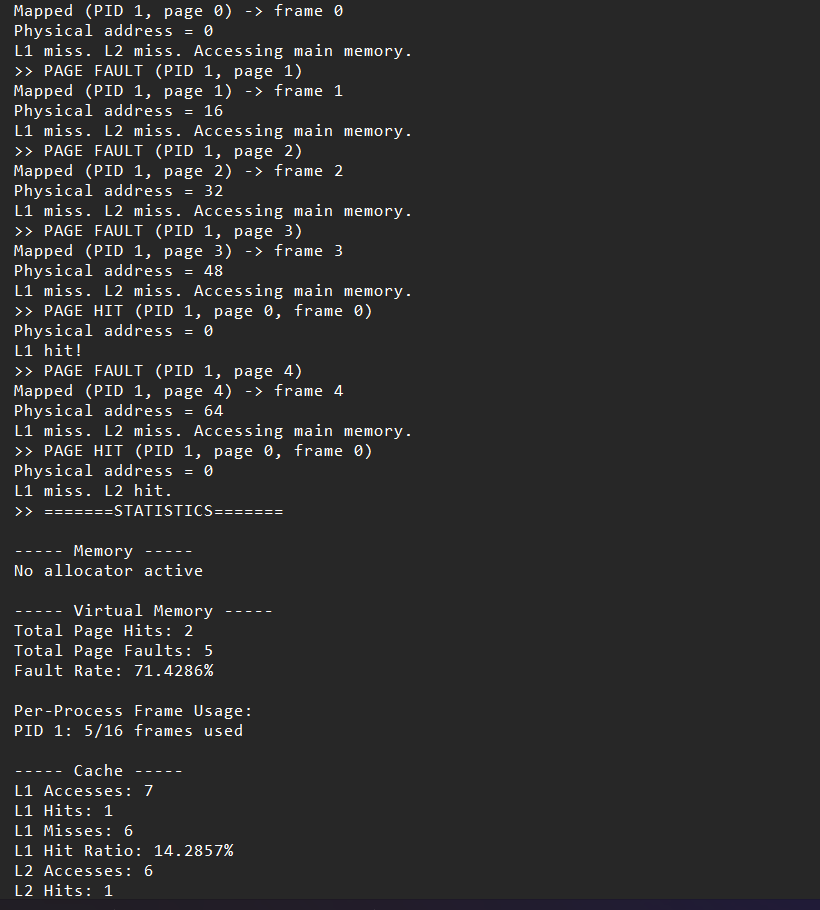 Mapped (PID 1, page 0) -> frame 0
Physical address = 0
L1 miss. L2 miss. Accessing main memory.
>> PAGE FAULT (PID 1, page 1)
Mapped (PID 1, page 1) -> frame 1
Physical address = 16
L1 miss. L2 miss. Accessing main memory.
>> PAGE FAULT (PID 1, page 2)
Mapped (PID 1, page 2) -> frame 2
Physical address = 32
L1 miss. L2 miss. Accessing main memory.
>> PAGE FAULT (PID 1, page 3)
Mapped (PID 1, page 3) -> frame 3
Physical address = 48
L1 miss. L2 miss. Accessing main memory.
>> PAGE HIT (PID 1, page 0, frame 0)
Physical address = 0
L1 hit!
>> PAGE FAULT (PID 1, page 4)
Mapped (PID 1, page 4) -> frame 4
Physical address = 64
L1 miss. L2 miss. Accessing main memory.
>> PAGE HIT (PID 1, page 0, frame 0)
Physical address = 0
L1 miss. L2 hit.
>> =======STATISTICS=======
----- Memory -----
No allocator active
----- Virtual Memory -----
Total Page Hits: 2
Total Page Faults: 5
Fault Rate: 71.4286%
Per-Process Frame Usage:
PID 1: 5/16 frames used
----- Cache -----
L1 Accesses: 7
L1 Hits: 1
L1 Misses: 6
L1 Hit Ratio: 14.2857%
L2 Accesses: 6
L2 Hits: 1